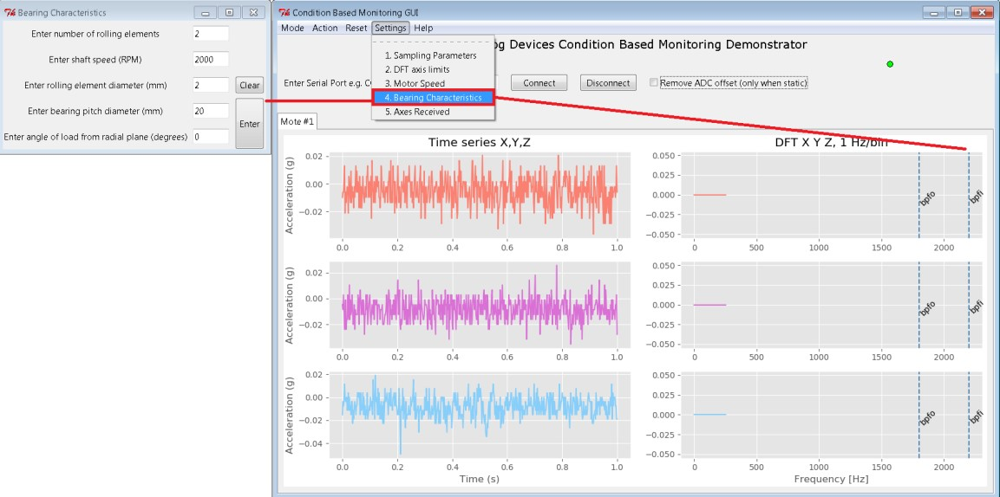 Bearing Characteristics
Enter number of rolling elements 2
Enter shaft speed (RPM) 2000
Enter rolling element diameter (mm) 2 Clear
Enter bearing pitch diameter (mm) 20
Enter
Enter angle of load from radial plane (degrees) 0
Condition Based Monitoring GUI
Mode Action Reset Settings Help
og Devices Condition Based Monitoring Demonstrator
1. Sampling Parameters
2. DFT axis limits
3. Motor Speed
4. Bearing Characteristics
5. Axes Received
Enter Serial Port e.g. C Connect Disconnect Remove ADC offset (only when static)
Mote #1
Time series X,Y,Z
Acceleration (g)
0.02
0.00
−0.02
0.0 0.2 0.4 0.6 0.8 1.0
DFT X Y Z, 1 Hz/bin
0.050
0.025
0.000
−0.025
−0.050
bpfo bpfi
0 500 1000 1500 2000
Acceleration (g)
0.02
0.00
−0.02
0.0 0.2 0.4 0.6 0.8 1.0
0.050
0.025
0.000
−0.025
−0.050
bpfo bpfi
0 500 1000 1500 2000
Acceleration (g)
0.00
−0.02
−0.04
0.0 0.2 0.4 0.6 0.8 1.0
Time (s)
0.050
0.025
0.000
−0.025
−0.050
bpfo bpfi
0 500 1000 1500 2000
Frequency [Hz]